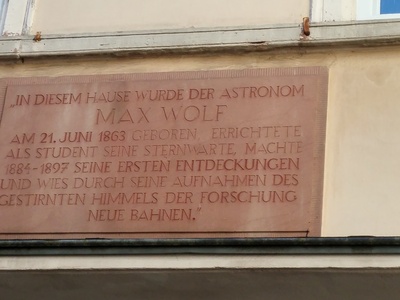 „IN DIESEM HAUSE WURDE DER ASTRONOM
MAX WOLF
AM 21. JUNI 1863 GEBOREN, ERRICHTETE
ALS STUDENT SEINE STERNWARTE, MACHTE
1884-1897 SEINE ERSTEN ENTDECKUNGEN
UND WIES DURCH SEINE AUFNAHMEN DES
GESTIRNTEN HIMMELS DER FORSCHUNG
NEUE BAHNEN."